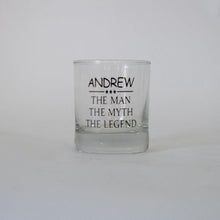 ANDREW
THE MAN
THE MYTH
THE LEGEND